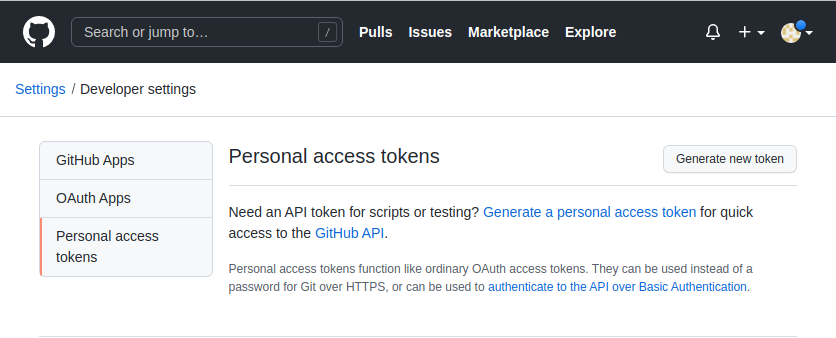 Search or jump to… /
Pulls Issues Marketplace Explore
Settings / Developer settings
GitHub Apps
OAuth Apps
Personal access
tokens
Personal access tokens
Generate new token
Need an API token for scripts or testing? Generate a personal access token for quick
access to the GitHub API.
Personal access tokens function like ordinary OAuth access tokens. They can be used instead of a
password for Git over HTTPS, or can be used to authenticate to the API over Basic Authentication.